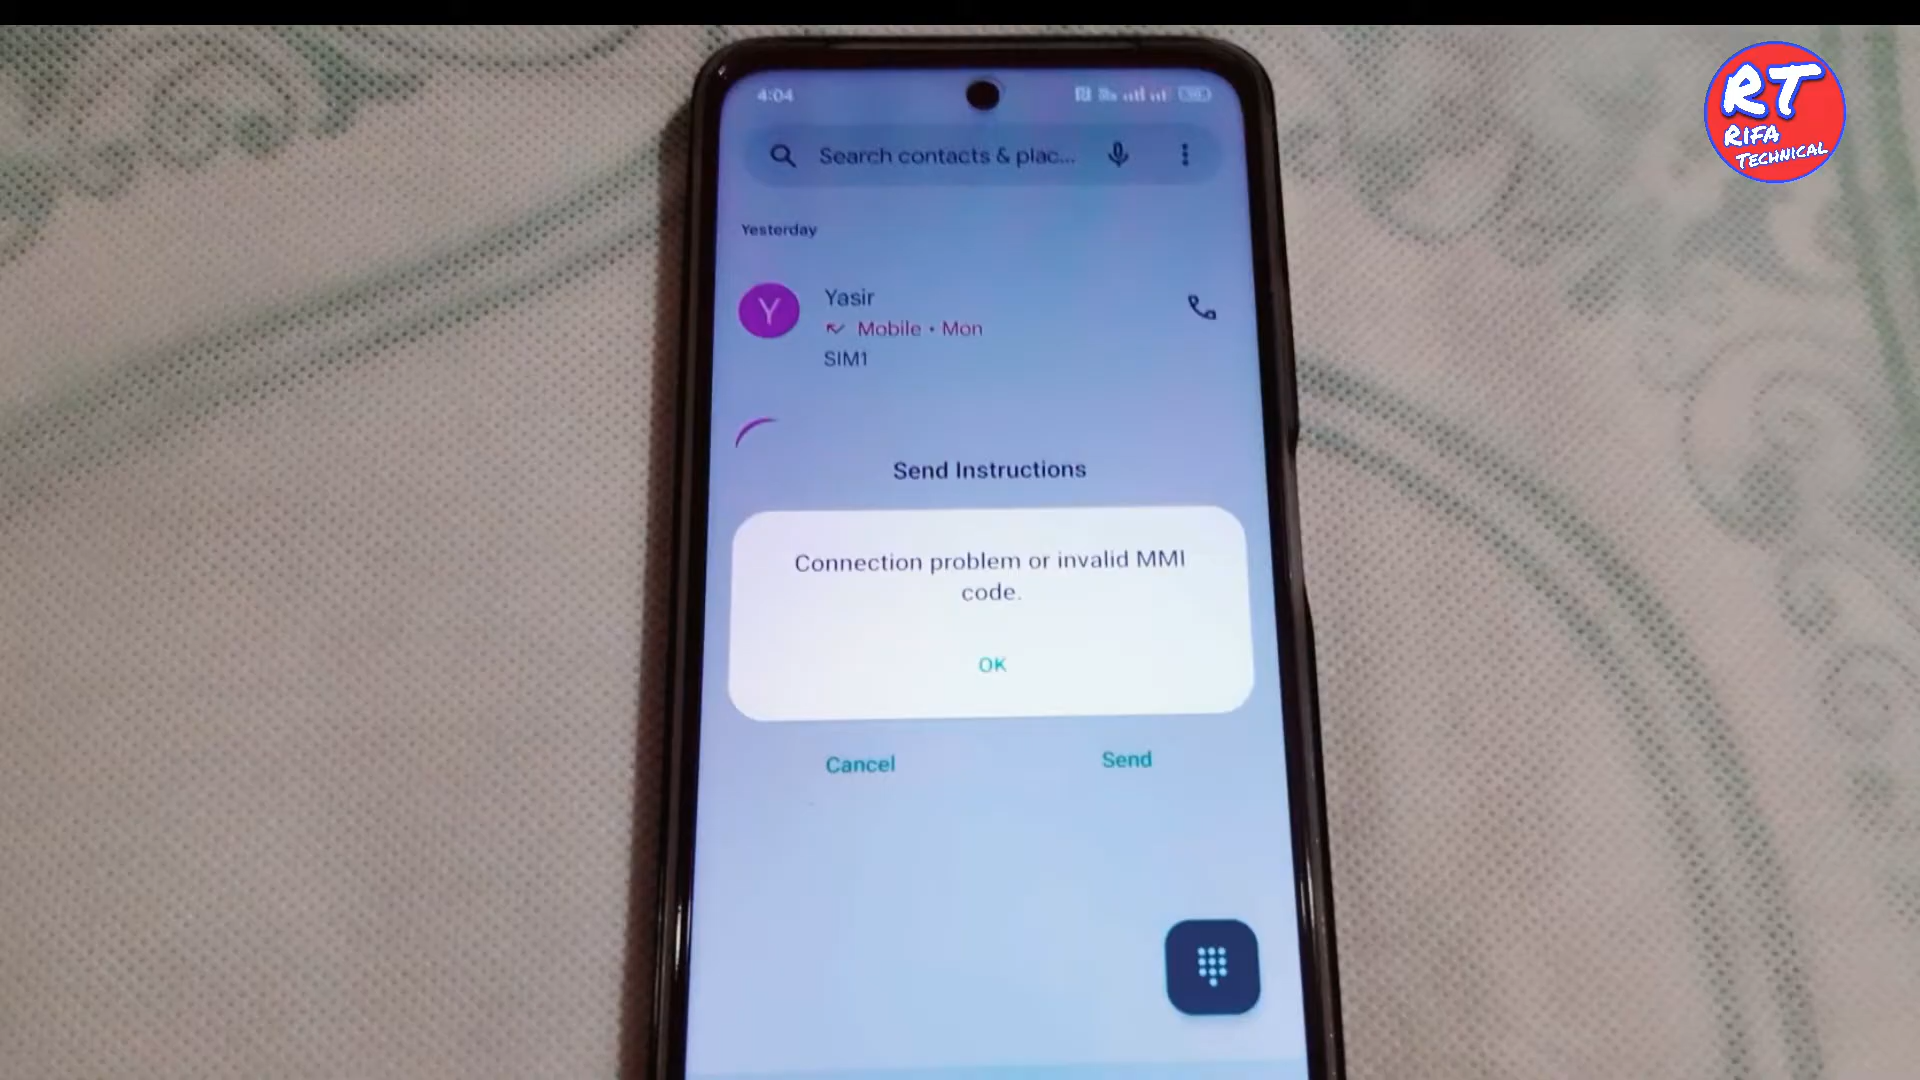 RT
RIFA
TECHNICAL
4:04
Search contacts & plac...
Yesterday
Y
Yasir
Mobile • Mon
SIM1
Send Instructions
Connection problem or invalid MMI
code.
OK
Cancel
Send